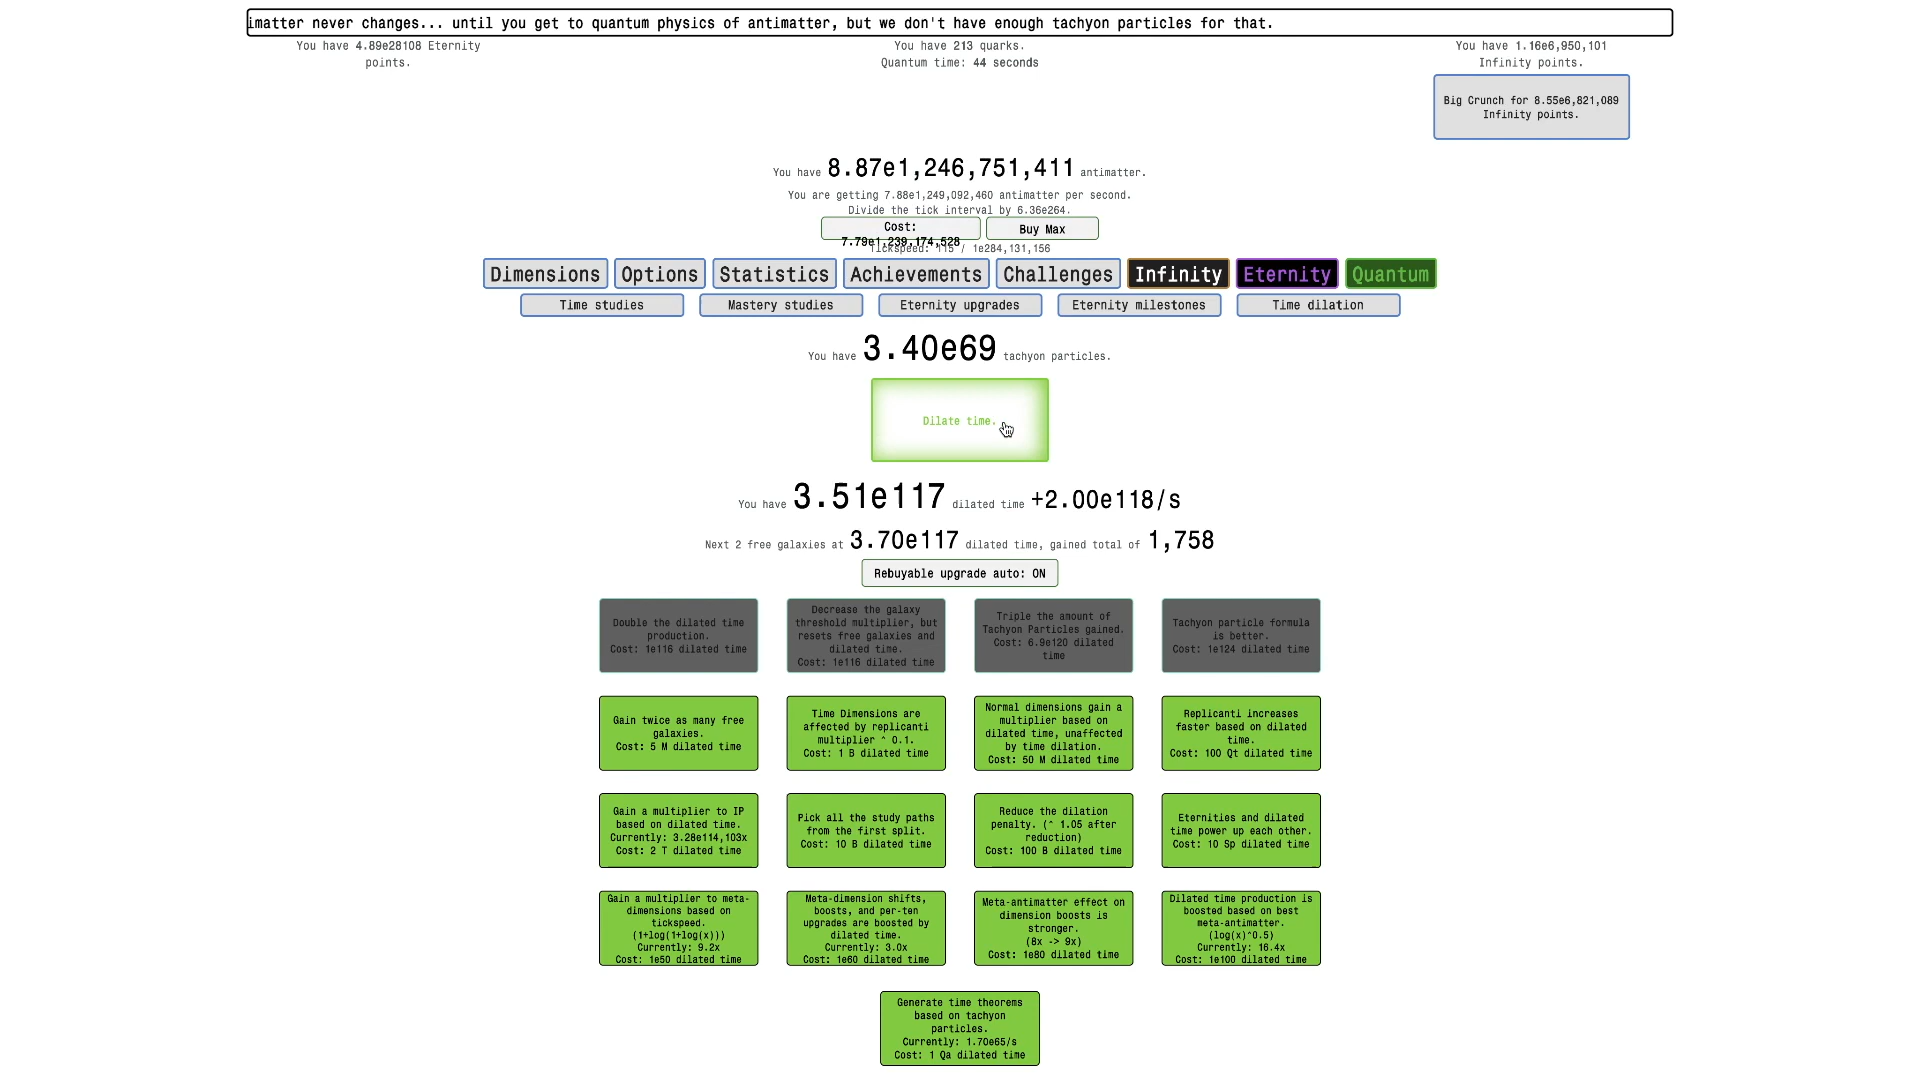 imatter never changes... until you get to quantum physics of antimatter, but we don't have enough tachyon particles for that.
You have 4.89e28108 Eternity
points.
You have 213 quarks.
Quantum time: 44 seconds
You have 1.16e6,950,101
Infinity points.
Big Crunch for 8.55e6,821,089
Infinity points.
You have 8.87e1,246,751,411 antimatter.
You are getting 7.88e1,249,092,460 antimatter per second.
Divide the tick interval by 6.36e264.
Cost:
7.79e1,239,174,528
Buy Max
Tickspeed: 115 / 1e284,131,156
Dimensions
Options
Statistics
Achievements
Challenges
Infinity
Eternity
Quantum
Time studies
Mastery studies
Eternity upgrades
Eternity milestones
Time dilation
You have 3.40e69 tachyon particles.
Dilate time.
You have 3.51e117 dilated time +2.00e118/s
Next 2 free galaxies at 3.70e117 dilated time, gained total of 1,758
Rebuyable upgrade auto: ON
Double the dilated time
production.
Cost: 1e116 dilated time
Decrease the galaxy
threshold multiplier, but
resets free galaxies and
dilated time.
Cost: 1e116 dilated time
Triple the amount of
Tachyon Particles gained.
Cost: 6.9e120 dilated
time
Tachyon particle formula
is better.
Cost: 1e124 dilated time
Gain twice as many free
galaxies.
Cost: 5 M dilated time
Time Dimensions are
affected by replicanti
multiplier ^ 0.1.
Cost: 1 B dilated time
Normal dimensions gain a
multiplier based on
dilated time, unaffected
by time dilation.
Cost: 50 M dilated time
Replicanti increases
faster based on dilated
time.
Cost: 100 Qt dilated time
Gain a multiplier to IP
based on dilated time.
Currently: 3.28e114,103x
Cost: 2 T dilated time
Pick all the study paths
from the first split.
Cost: 10 B dilated time
Reduce the dilation
penalty. (^ 1.05 after
reduction)
Cost: 100 B dilated time
Eternities and dilated
time power up each other.
Cost: 10 Sp dilated time
Gain a multiplier to meta-
dimensions based on
tickspeed.
(1+log(1+log(x)))
Currently: 9.2x
Cost: 1e50 dilated time
Meta-dimension shifts,
boosts, and per-ten
upgrades are boosted by
dilated time.
Currently: 3.0x
Cost: 1e60 dilated time
Meta-antimatter effect on
dimension boosts is
stronger.
(8x -> 9x)
Cost: 1e80 dilated time
Dilated time production is
boosted based on best
meta-antimatter.
(log(x)^0.5)
Currently: 16.4x
Cost: 1e100 dilated time
Generate time theorems
based on tachyon
particles.
Currently: 1.70e65/s
Cost: 1 Qa dilated time